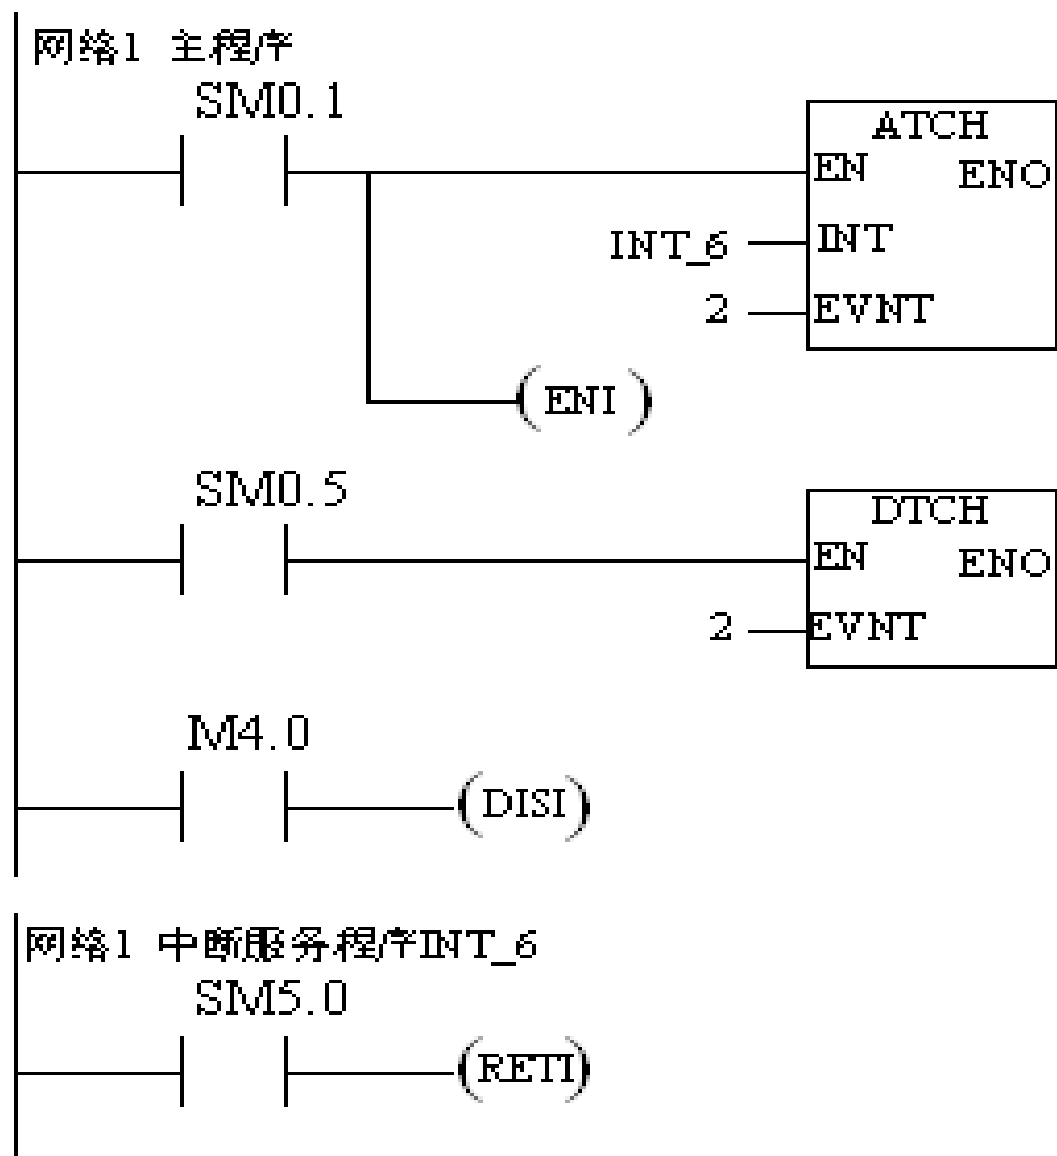 网络1 主程序
SM0.1
ATCH
EN ENO
INT_6 INT
2 EVNT
ENI
SM0.5
DTCH
EN ENO
2 EVNT
M4.0
DISI
网络1 中断服务程序INT_6
SM5.0
RETI